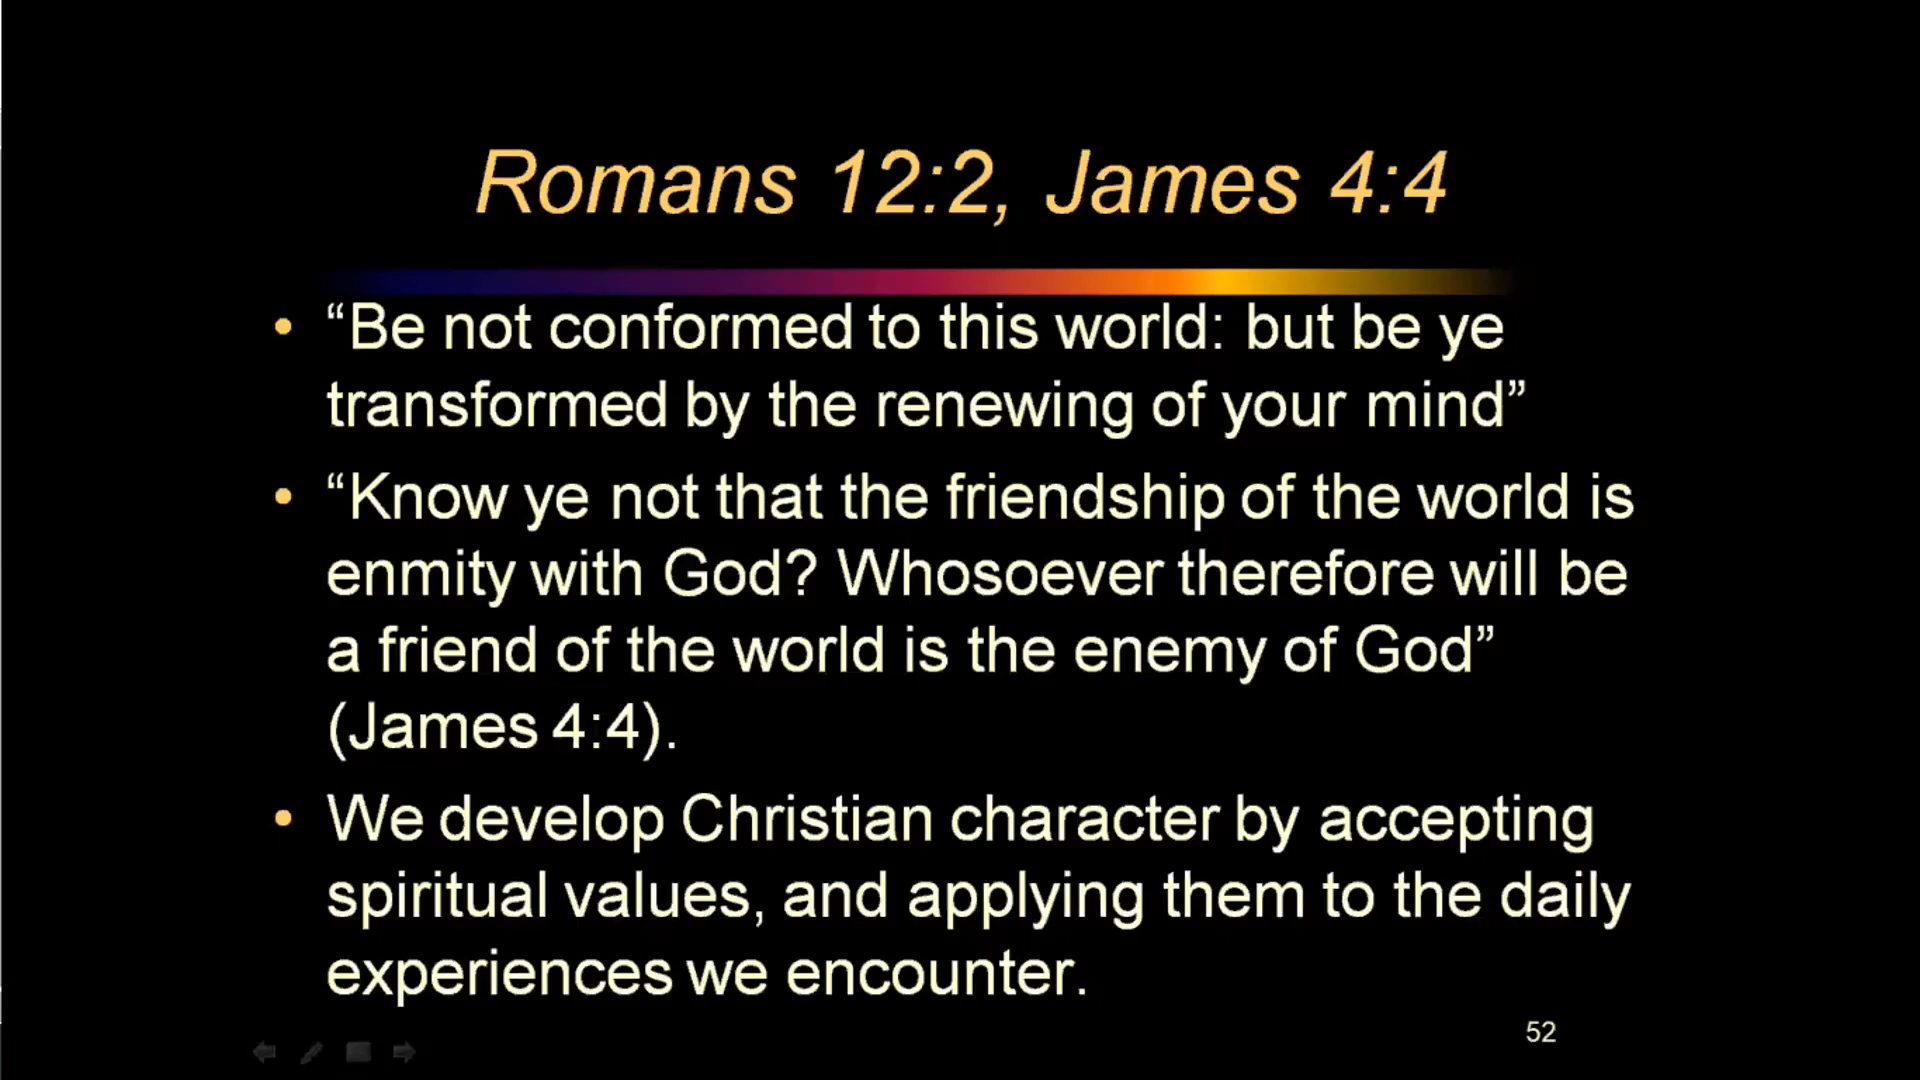 Romans 12:2, James 4:4
• “Be not conformed to this world: but be ye
transformed by the renewing of your mind”
• “Know ye not that the friendship of the world is
enmity with God? Whosoever therefore will be
a friend of the world is the enemy of God”
(James 4:4).
• We develop Christian character by accepting
spiritual values, and applying them to the daily
experiences we encounter.
52